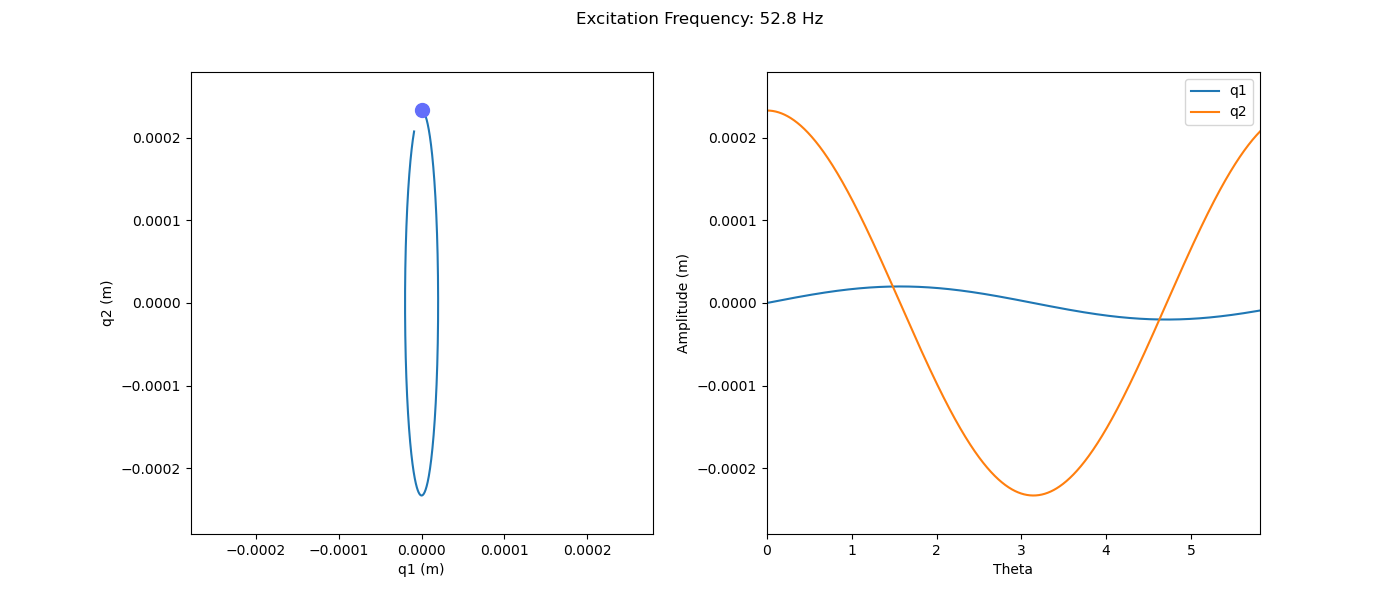 Excitation Frequency: 52.8 Hz
q2 (m)
0.0002
0.0001
0.0000
−0.0001
−0.0002
−0.0002 −0.0001 0.0000 0.0001 0.0002
q1 (m)
Amplitude (m)
0.0002
0.0001
0.0000
−0.0001
−0.0002
q1
q2
0 1 2 3 4 5
Theta